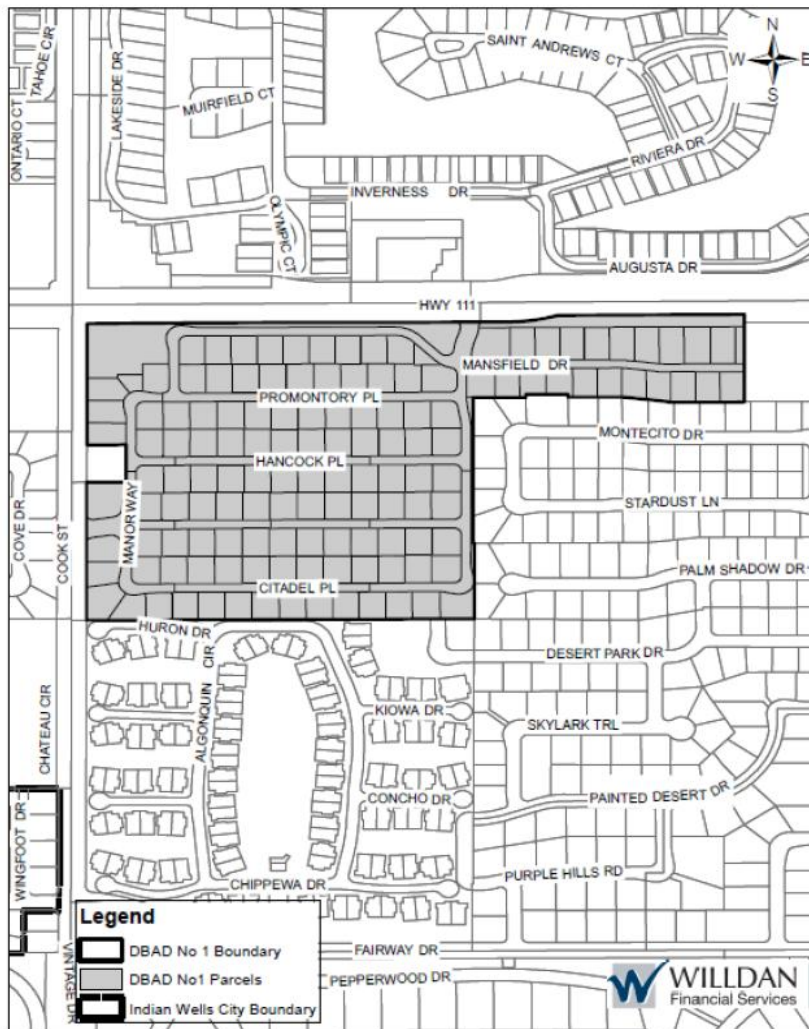 ONTARIO CT
TAHOE CIR
LAKESIDE DR
MUIRFIELD CT
SAINT ANDREWS CT
N
W
E
S
RIVIERA DR
INVERNESS DR
OLYMPIC CT
AUGUSTA DR
HWY 111
MANSFIELD DR
PROMONTORY PL
MONTECITO DR
HANCOCK PL
STARDUST LN
COVE DR
COOK ST
MANOR WAY
PALM SHADOW DR
CITADEL PL
HURON DR
DESERT PARK DR
ALGONQUIN CIR
CHATEAU CIR
KIOWA DR
SKYLARK TRL
CONCHO DR
PAINTED DESERT DR
WINGFOOT DR
PURPLE HILLS RD
CHIPPEWA DR
VINTAGE DR
FAIRWAY DR
PEPPERWOOD DR
Legend
DBAD No 1 Boundary
DBAD No1 Parcels
Indian Wells City Boundary
WILLDAN
Financial Services